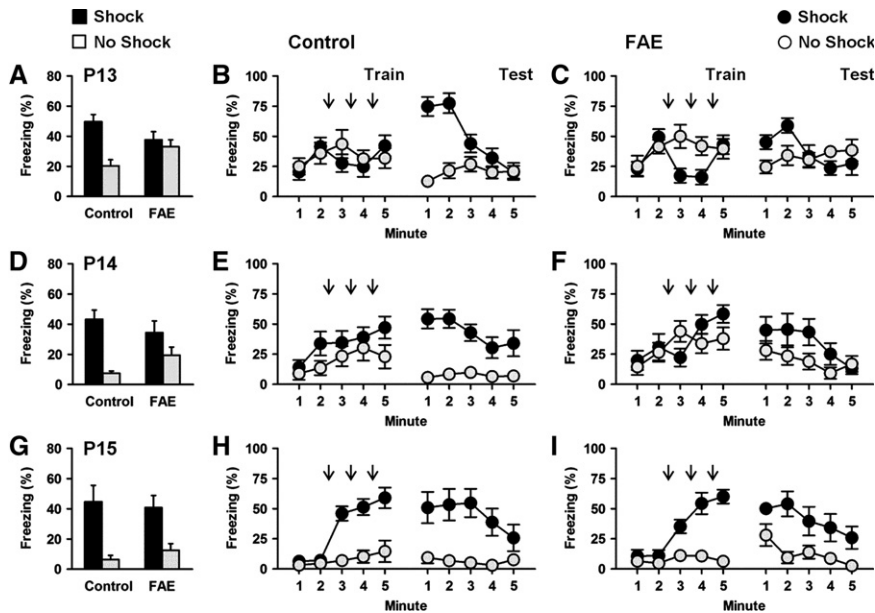 Shock
No Shock
Control
FAE
Shock
No Shock
A
P13
Freezing (%)
80
60
40
20
0
Control
FAE
B
Train
Test
Freezing (%)
100
75
50
25
0
1 2 3 4 5
1 2 3 4 5
Minute
C
Train
Test
Freezing (%)
100
75
50
25
0
1 2 3 4 5
1 2 3 4 5
Minute
D
P14
Freezing (%)
80
60
40
20
0
Control
FAE
E
Freezing (%)
100
75
50
25
0
1 2 3 4 5
1 2 3 4 5
Minute
F
Freezing (%)
100
75
50
25
0
1 2 3 4 5
1 2 3 4 5
Minute
G
P15
Freezing (%)
80
60
40
20
0
Control
FAE
H
Freezing (%)
100
75
50
25
0
1 2 3 4 5
1 2 3 4 5
Minute
I
Freezing (%)
100
75
50
25
0
1 2 3 4 5
1 2 3 4 5
Minute